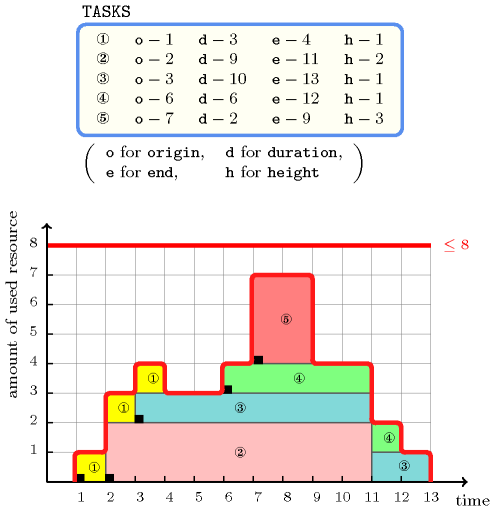 TASKS
① o – 1 d – 3 e – 4 h – 1
② o – 2 d – 9 e – 11 h – 2
③ o – 3 d – 10 e – 13 h – 1
④ o – 6 d – 6 e – 12 h – 1
⑤ o – 7 d – 2 e – 9 h – 3
( o for origin, d for duration,
e for end, h for height )
amount of used resource
8 ≤ 8
7
6
5 ⑤
4
① ④
3
① ③
2
④
②
1
① ③
1 2 3 4 5 6 7 8 9 10 11 12 13
time